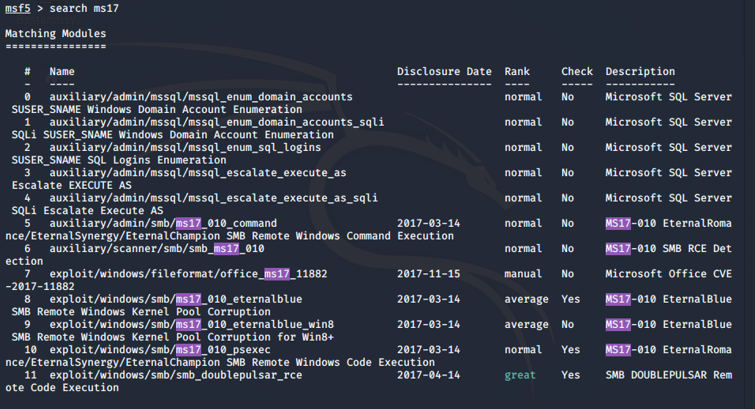 msf5 > search ms17
Matching Modules
================
#  Name                                                 Disclosure Date  Rank     Check  Description
-  ----                                                 ---------------  ----     -----  -----------
0  auxiliary/admin/mssql/mssql_enum_domain_accounts                      normal   No     Microsoft SQL Server
SUSER_SNAME Windows Domain Account Enumeration
1  auxiliary/admin/mssql/mssql_enum_domain_accounts_sqli                 normal   No     Microsoft SQL Server
SQLi SUSER_SNAME Windows Domain Account Enumeration
2  auxiliary/admin/mssql/mssql_enum_sql_logins                           normal   No     Microsoft SQL Server
SUSER_SNAME SQL Logins Enumeration
3  auxiliary/admin/mssql/mssql_escalate_execute_as                       normal   No     Microsoft SQL Server
Escalate EXECUTE AS
4  auxiliary/admin/mssql/mssql_escalate_execute_as_sqli                  normal   No     Microsoft SQL Server
SQLi Escalate Execute AS
5  auxiliary/admin/smb/ms17_010_command                 2017-03-14       normal   No     MS17-010 EternalRoma
nce/EternalSynergy/EternalChampion SMB Remote Windows Command Execution
6  auxiliary/scanner/smb/smb_ms17_010                                    normal   No     MS17-010 SMB RCE Det
ection
7  exploit/windows/fileformat/office_ms17_11882         2017-11-15       manual   No     Microsoft Office CVE
-2017-11882
8  exploit/windows/smb/ms17_010_eternalblue             2017-03-14       average  Yes    MS17-010 EternalBlue
SMB Remote Windows Kernel Pool Corruption
9  exploit/windows/smb/ms17_010_eternalblue_win8        2017-03-14       average  No     MS17-010 EternalBlue
SMB Remote Windows Kernel Pool Corruption for Win8+
10  exploit/windows/smb/ms17_010_psexec                 2017-03-14       normal   Yes    MS17-010 EternalRoma
nce/EternalSynergy/EternalChampion SMB Remote Windows Code Execution
11  exploit/windows/smb/smb_doublepulsar_rce            2017-04-14       great    Yes    SMB DOUBLEPULSAR Rem
ote Code Execution